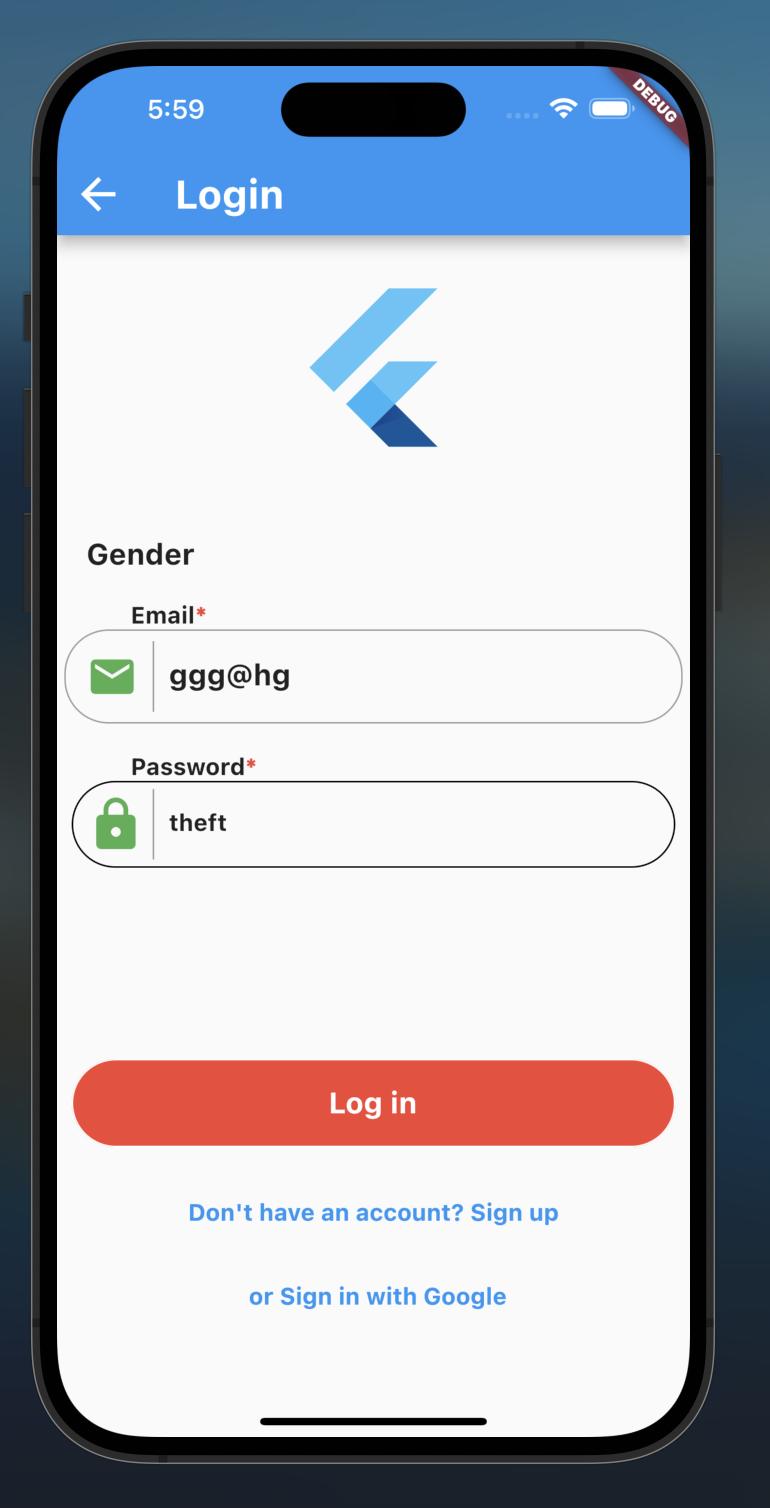 5:59
DEBUG
Login
Gender
Email*
ggg@hg
Password*
theft
Log in
Don't have an account? Sign up
or Sign in with Google